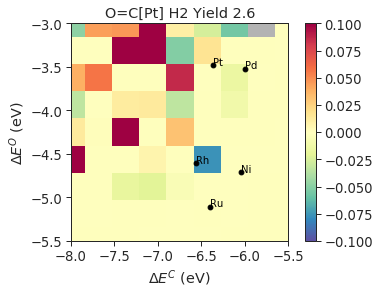 O=C[Pt] H2 Yield 2.6
ΔE^O (eV)
−3.0
−3.5
−4.0
−4.5
−5.0
−5.5
Pt
Pd
Rh
Ni
Ru
−8.0 −7.5 −7.0 −6.5 −6.0 −5.5
ΔE^C (eV)
0.100
0.075
0.050
0.025
0.000
−0.025
−0.050
−0.075
−0.100